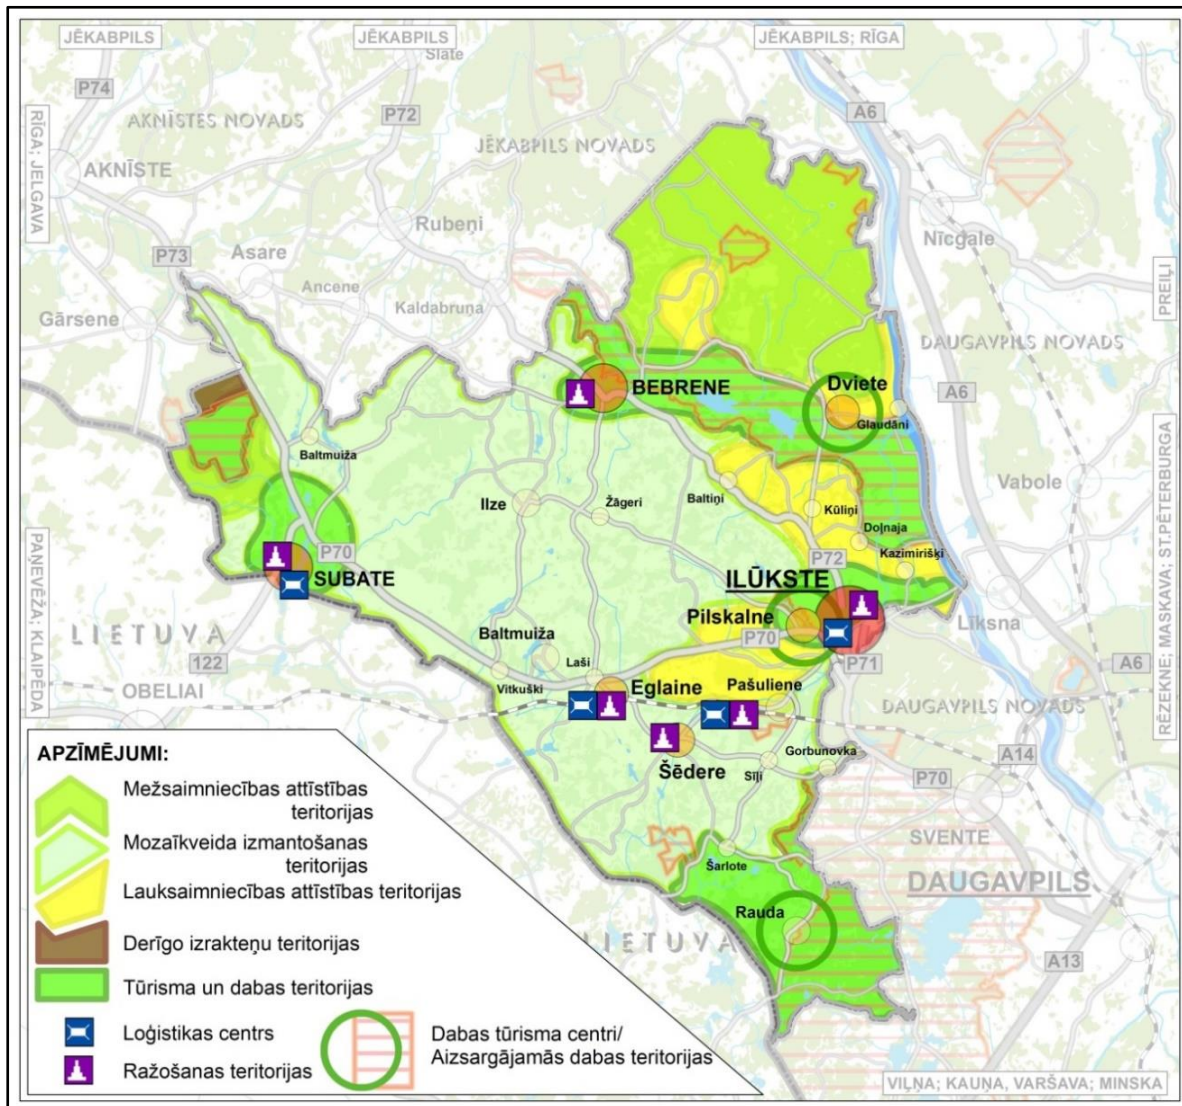 JĒKABPILS
JĒKABPILS
JĒKABPILS; RĪGA
Slate
P74
P72
A6
AKNĪSTES NOVADS
JĒKABPILS NOVADS
RĪGA; JELGAVA
AKNĪSTE
Rubeņi
Nīcgale
P73
Asare
Ancene
Kaldabruņa
Gārsene
PREIĻI
DAUGAVPILS NOVADS
BEBRENE
Dviete
A6
Glaudāni
Baltmuiža
Vabole
Ilze
Žāgeri
Baltiņi
Kūliņi
Doļnaja
P70
P72
Kazimirišķi
SUBATE
ILŪKSTE
Pilskalne
P70
Līksna
PAŅEVĒŽA; KLAIPĒDA
RĒZEKNE; MASKAVA; ST.PĒTERBURGA
LIETUVA
122
OBELIAI
Baltmuiža
Laši
Vitkuški
Eglaine
Pašuliene
P71
A6
DAUGAVPILS NOVADS
Šēdere
Sīļi
Gorbunovka
A14
P70
SVENTE
Šarlote
DAUGAVPILS
Rauda
LIETUVA
A13
APZĪMĒJUMI:
Mežsaimniecības attīstības
teritorijas
Mozaīkveida izmantošanas
teritorijas
Lauksaimniecības attīstības teritorijas
Derīgo izrakteņu teritorijas
Tūrisma un dabas teritorijas
Loģistikas centrs
Ražošanas teritorijas
Dabas tūrisma centri/
Aizsargājamās dabas teritorijas
VIĻŅA; KAUŅA, VARŠAVA; MINSKA